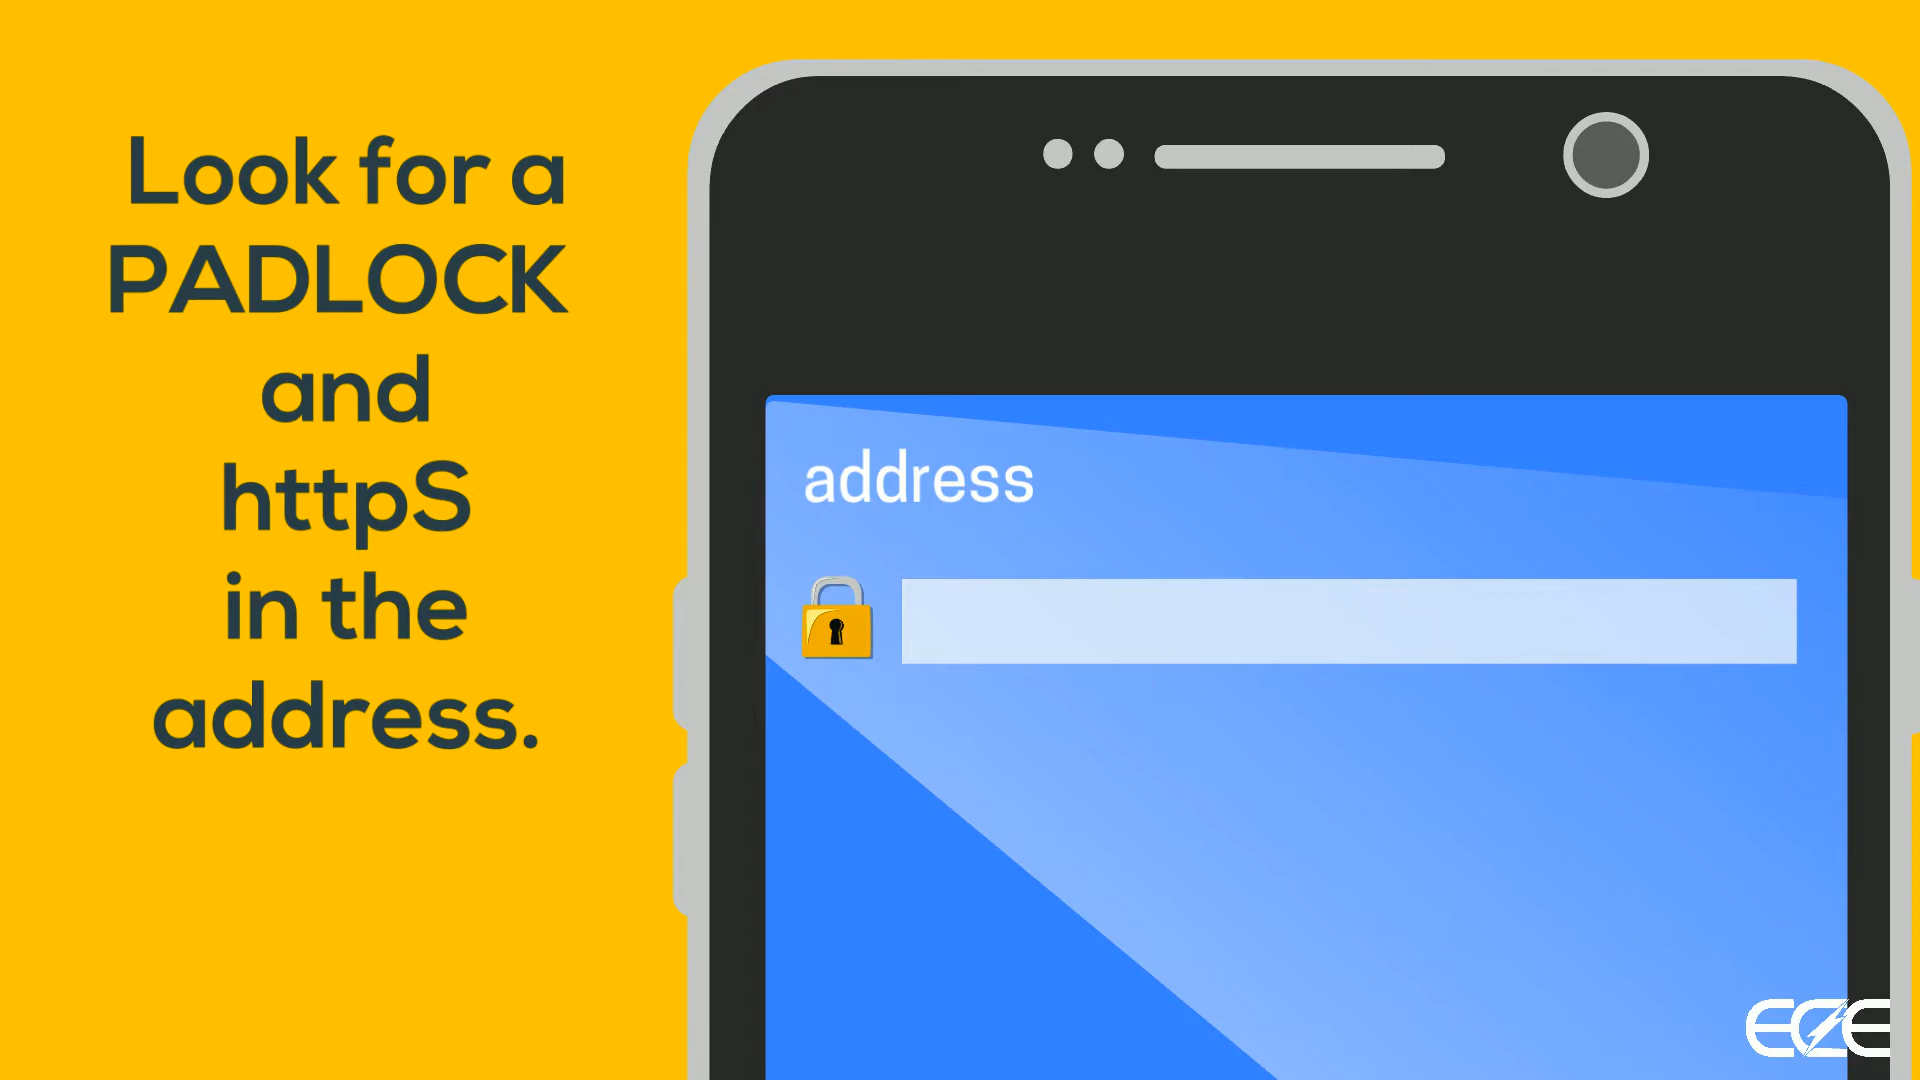 Look for a
PADLOCK
and
httpS
in the
address.
address